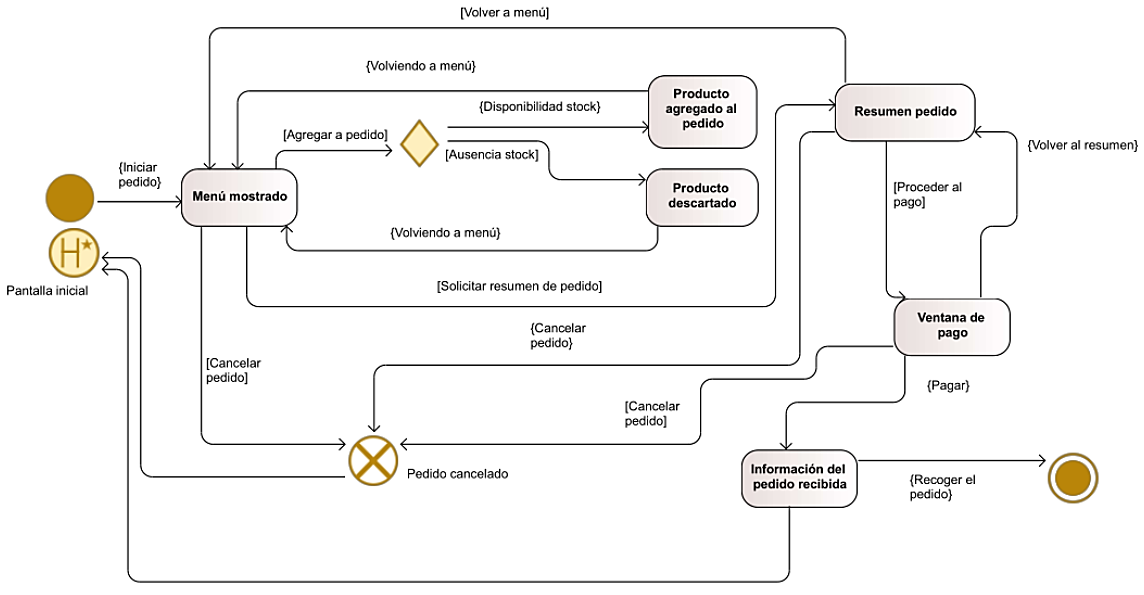 [Volver a menú]
{Volviendo a menú}
Producto
agregado al
pedido
{Disponibilidad stock}
Resumen pedido
[Agregar a pedido]
[Ausencia stock]
{Volver al resumen}
{Iniciar
pedido}
Menú mostrado
Producto
descartado
[Proceder al
pago]
{Volviendo a menú}
H*
Pantalla inicial
[Solicitar resumen de pedido]
Ventana de
pago
{Cancelar
pedido}
[Cancelar
pedido]
{Pagar}
[Cancelar
pedido]
Pedido cancelado
Información del
pedido recibida
{Recoger el
pedido}